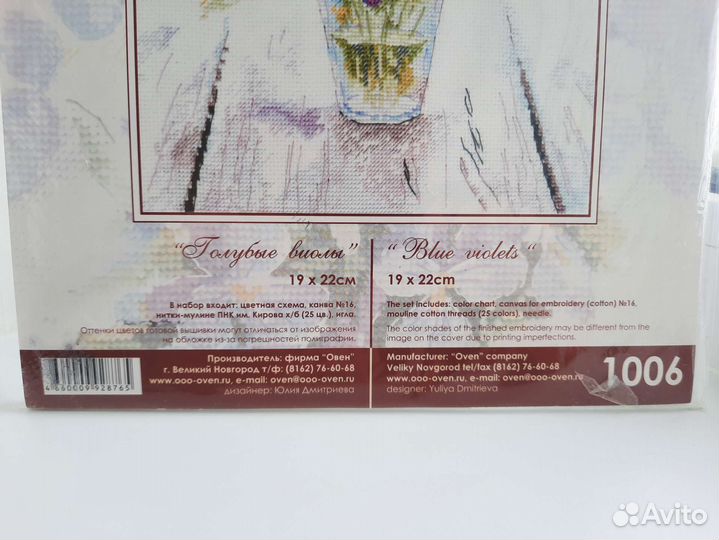 “Голубые виолы”
19 х 22см
В набор входит: цветная схема, канва №16,
нитки-мулине ПНК им. Кирова х/б (25 цв.), игла.
Оттенки цветов готовой вышивки могут отличаться от изображения
на обложке из-за погрешностей полиграфии.
“Blue violets“
19 x 22cm
The set includes: color chart, canvas for embroidery (cotton) №16,
mouline cotton threads (25 colors), needle.
The color shades of the finished embroidery may be different from the
image on the cover due to printing imperfections.
Производитель: фирма "Овен"
г. Великий Новгород т/ф: (8162) 76-60-68
www.ooo-oven.ru, e-mail: oven@ooo-oven.ru
дизайнер: Юлия Дмитриева
Manufacturer: "Oven" company
Veliky Novgorod tel/fax (8162) 76-60-68
www.ooo-oven.ru, e-mail: oven@ooo-oven.ru
designer: Yuliya Dmitrieva
1006
4 660009 928765
Avito